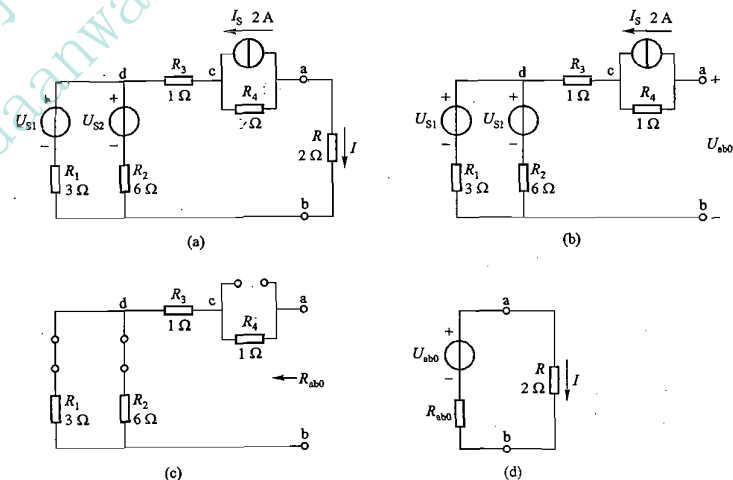 I_S 2 A
d R_3 c a
1 Ω R_4
Ω
+ U_S1 − U_S2 + −
R 2 Ω I
R_1 3 Ω R_2 6 Ω
b
(a)
I_S 2 A
d R_3 c a +
1 Ω R_4 1 Ω
+ U_S1 − + U_S1 −
U_ab0
R_1 3 Ω R_2 6 Ω
b −
(b)
d R_3 c a
1 Ω R_4 1 Ω
R_ab0
R_1 3 Ω R_2 6 Ω
b
(c)
a
+ U_ab0 −
R 2 Ω I
R_ab0
b
(d)